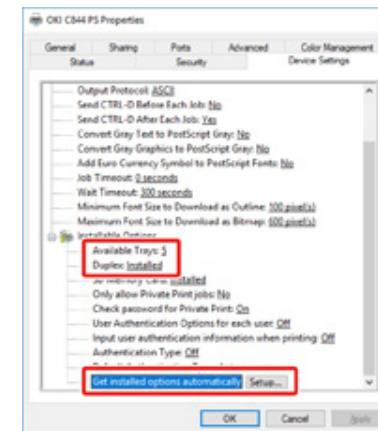 OKI C844 PS Properties
General Sharing Ports Advanced Color Management
Status Security Device Settings
Output Protocol: ASCII
Send CTRL-D Before Each Job: No
Send CTRL-D After Each Job: Yes
Convert Gray Text to PostScript Gray: No
Convert Gray Graphics to PostScript Gray: No
Add Euro Currency Symbol to PostScript Fonts: No
Job Timeout: 0 seconds
Wait Timeout: 300 seconds
Minimum Font Size to Download as Outline: 100 pixel(s)
Maximum Font Size to Download as Bitmap: 600 pixel(s)
Installable Options
Available Trays: 5
Duplex: Installed
SD Memory Card: Installed
Only allow Private Print jobs: No
Check password for Private Print: On
User Authentication Options for each user: Off
Input user authentication information when printing: Off
Authentication Type: Off
Get installed options automatically Setup...
OK Cancel Apply